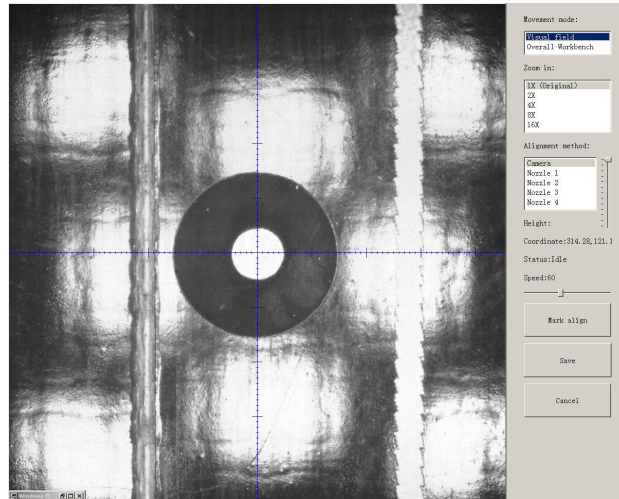 Movement mode:
Visual field
Overall Workbench
Zoom in:
1X (Original)
2X
4X
8X
16X
Alignment method:
Camera
Nozzle 1
Nozzle 2
Nozzle 3
Nozzle 4
Height:
Coordinate:314.28,121.1
Status:Idle
Speed:60
Mark align
Save
Cancel
Windows